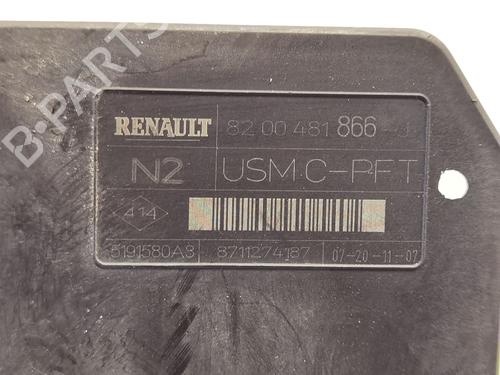 B-PARTS
RENAULT 82 00 481 866--J
N2 USM C-PFT
414
5191580A3 8711274187 07-20-11-07